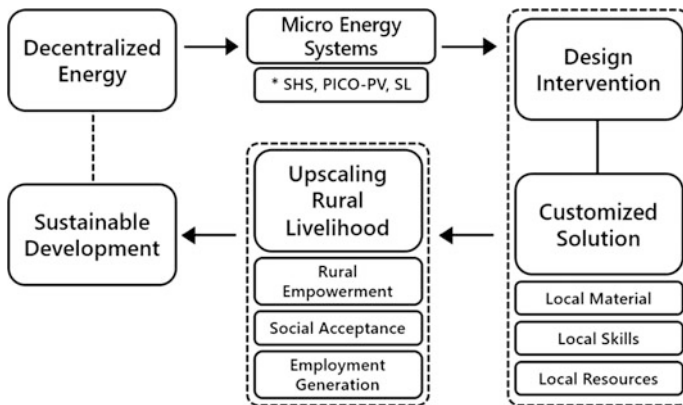 Decentralized
Energy
Micro Energy
Systems
* SHS, PICO-PV, SL
Design
Intervention
Customized
Solution
Local Material
Local Skills
Local Resources
Upscaling
Rural
Livelihood
Rural
Empowerment
Social Acceptance
Employment
Generation
Sustainable
Development